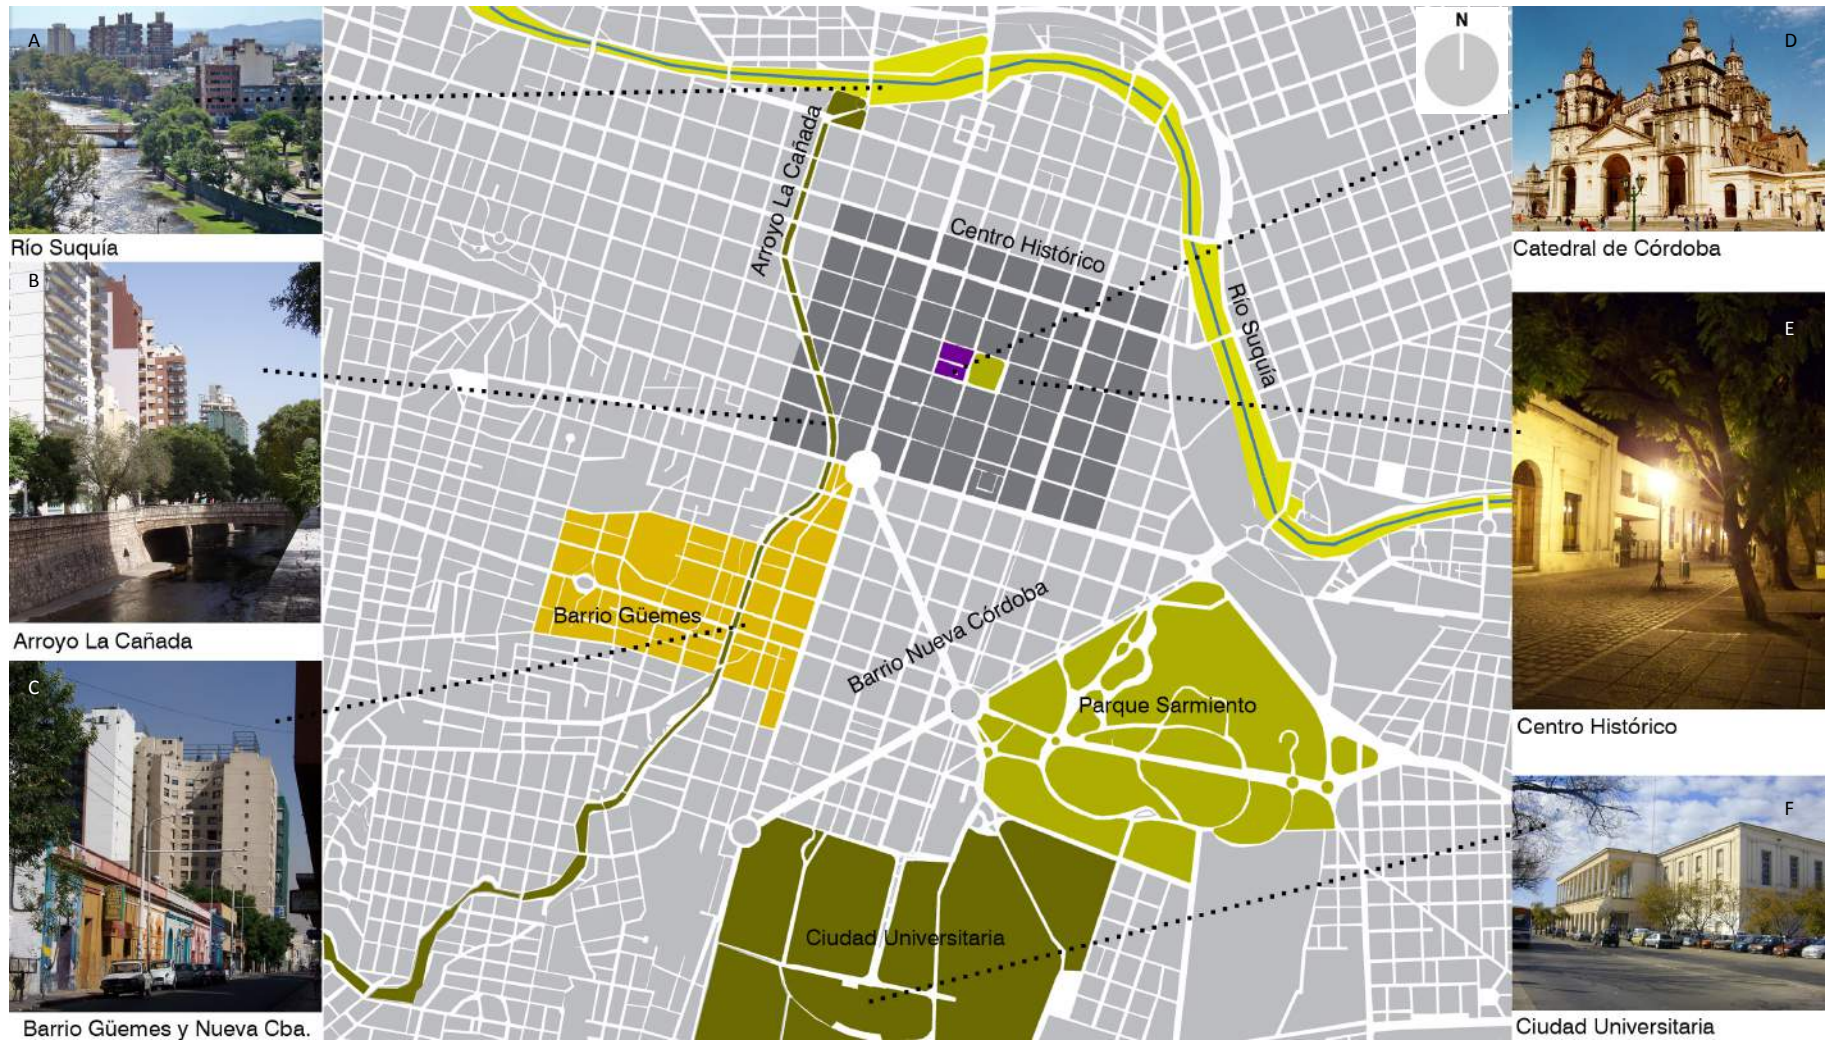 A
Río Suquía
B
Arroyo La Cañada
C
Barrio Güemes y Nueva Cba.
Arroyo La Cañada
Centro Histórico
Río Suquía
Barrio Güemes
Barrio Nueva Córdoba
Parque Sarmiento
Ciudad Universitaria
N
D
Catedral de Córdoba
E
Centro Histórico
F
Ciudad Universitaria